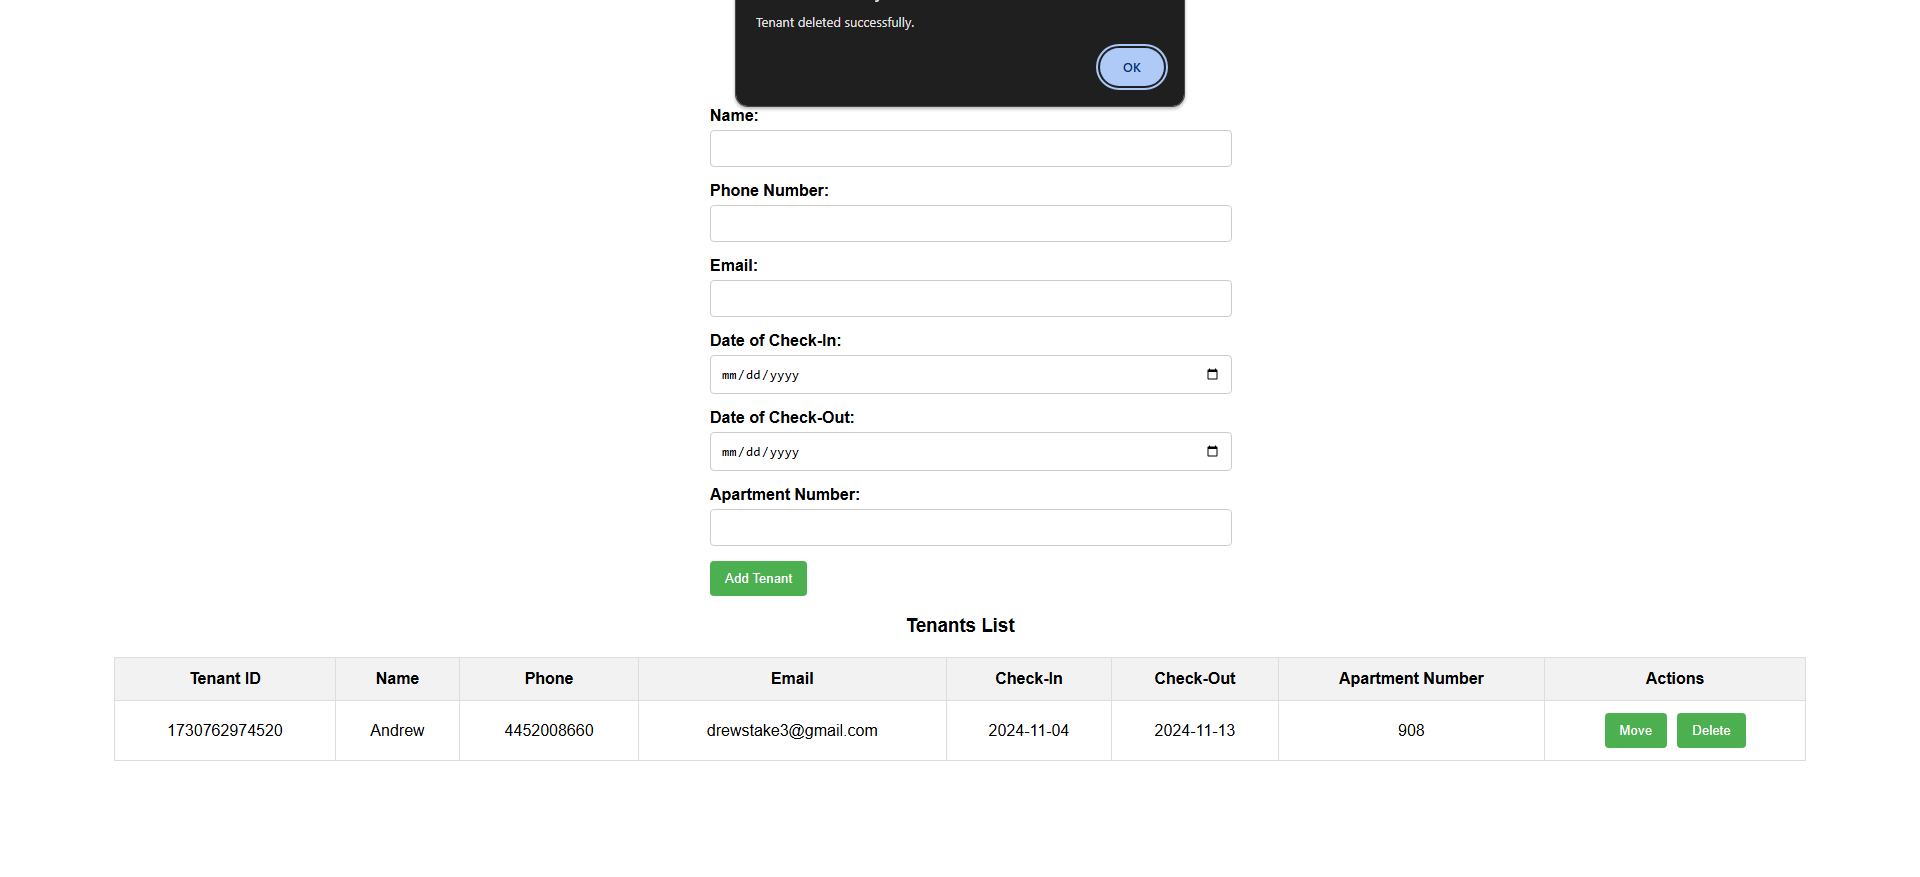 Tenant deleted successfully.
OK
Name:
Phone Number:
Email:
Date of Check-In:
mm/dd/yyyy
Date of Check-Out:
mm/dd/yyyy
Apartment Number:
Add Tenant
Tenants List
Tenant ID Name Phone Email Check-In Check-Out Apartment Number Actions
1730762974520 Andrew 4452008660 drewstake3@gmail.com 2024-11-04 2024-11-13 908 Move Delete